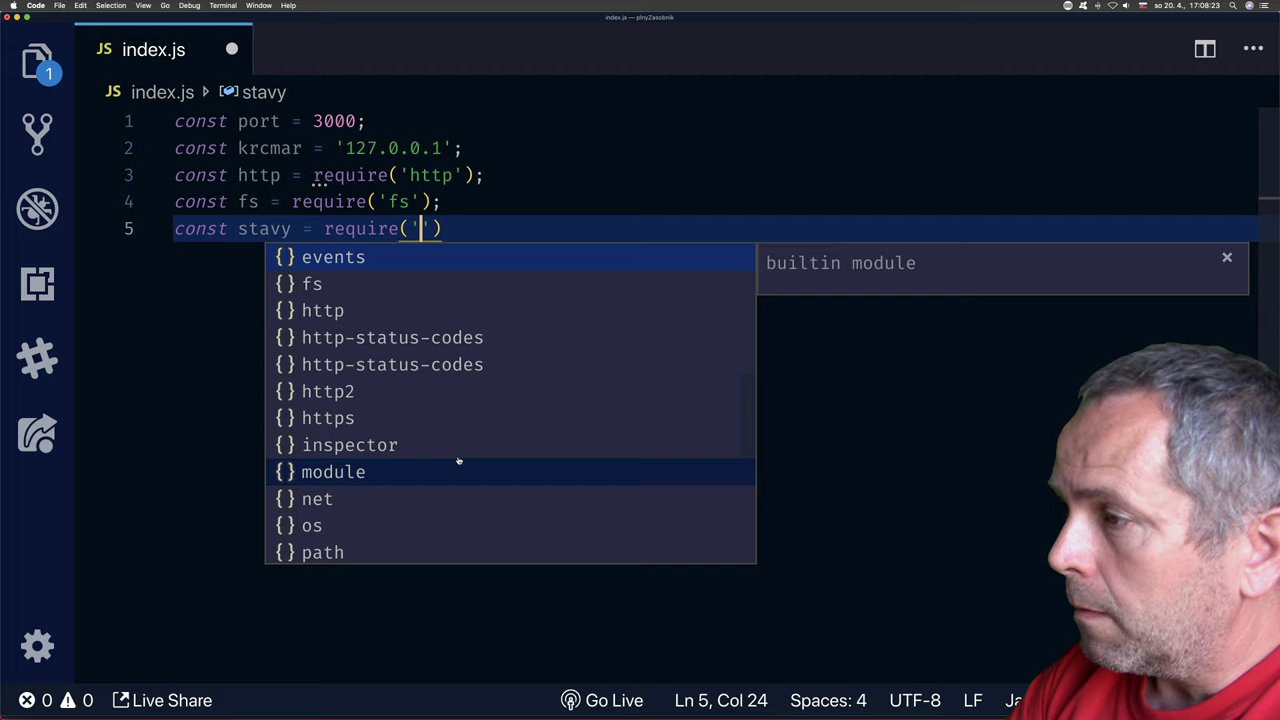 Code File Edit Selection View Go Debug Terminal Window Help
so 20. 4., 17:08:23
index.js — plnyZasobnik
JS index.js
JS index.js stavy
1 const port = 3000;
2 const krcmar = '127.0.0.1';
3 const http = require('http');
4 const fs = require('fs');
5 const stavy = require('')
{} events
builtin module
{} fs
{} http
{} http-status-codes
{} http-status-codes
{} http2
{} https
{} inspector
{} module
{} net
{} os
{} path
1
0 0 Live Share
Go Live Ln 5, Col 24 Spaces: 4 UTF-8 LF Ja